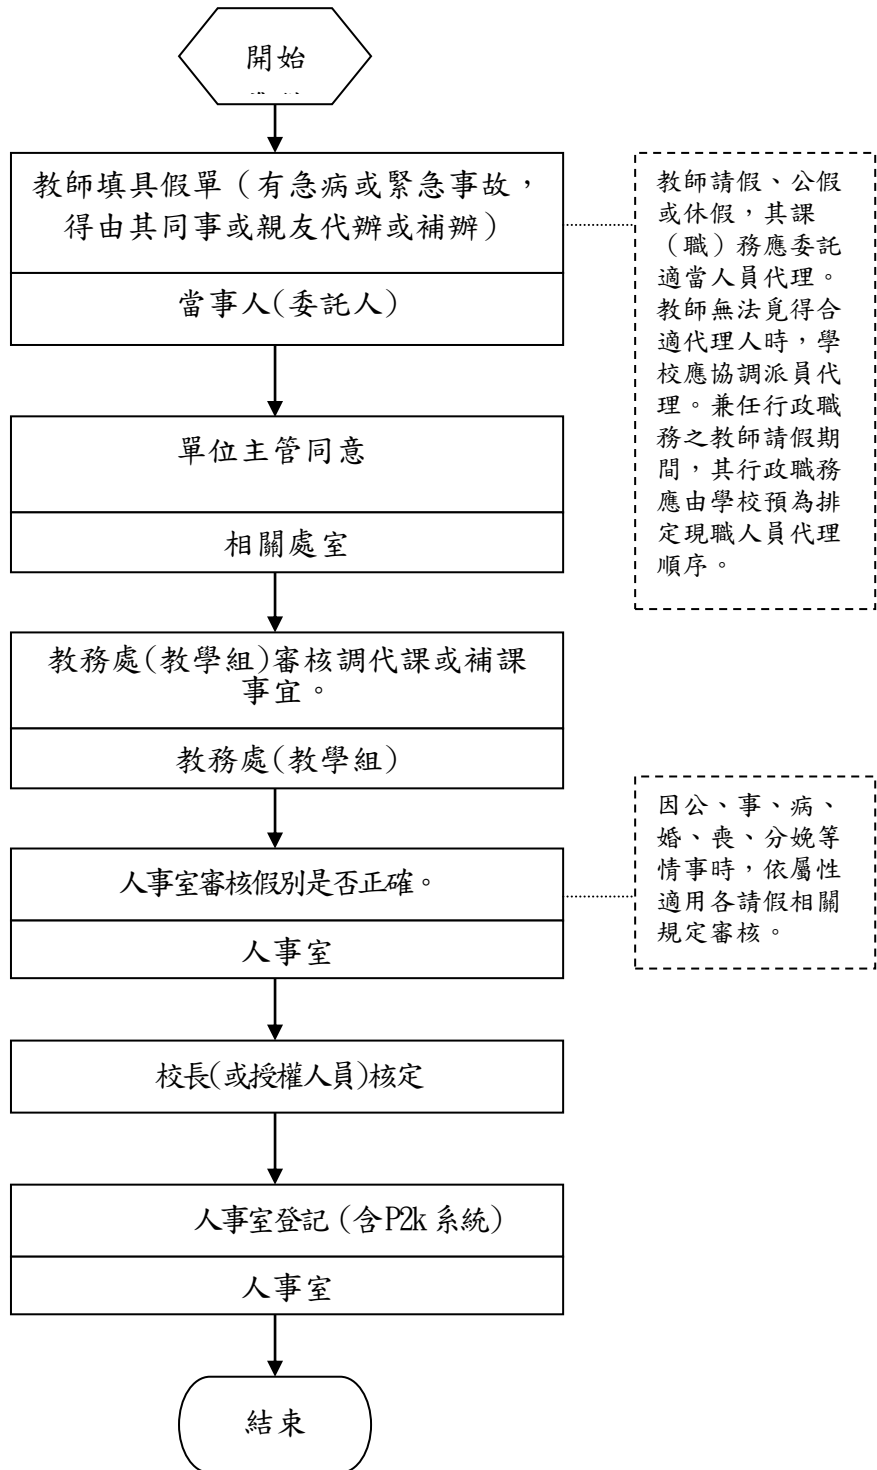 開始
教師填具假單（有急病或緊急事故，
得由其同事或親友代辦或補辦）
當事人(委託人)
教師請假、公假
或休假，其課
（職）務應委託
適當人員代理。
教師無法覓得合
適代理人時，學
校應協調派員代
理。兼任行政職
務之教師請假期
間，其行政職務
應由學校預為排
定現職人員代理
順序。
單位主管同意
相關處室
教務處(教學組)審核調代課或補課
事宜。
教務處(教學組)
人事室審核假別是否正確。
人事室
因公、事、病、
婚、喪、分娩等
情事時，依屬性
適用各請假相關
規定審核。
校長(或授權人員)核定
人事室登記(含P2k 系統)
人事室
結束